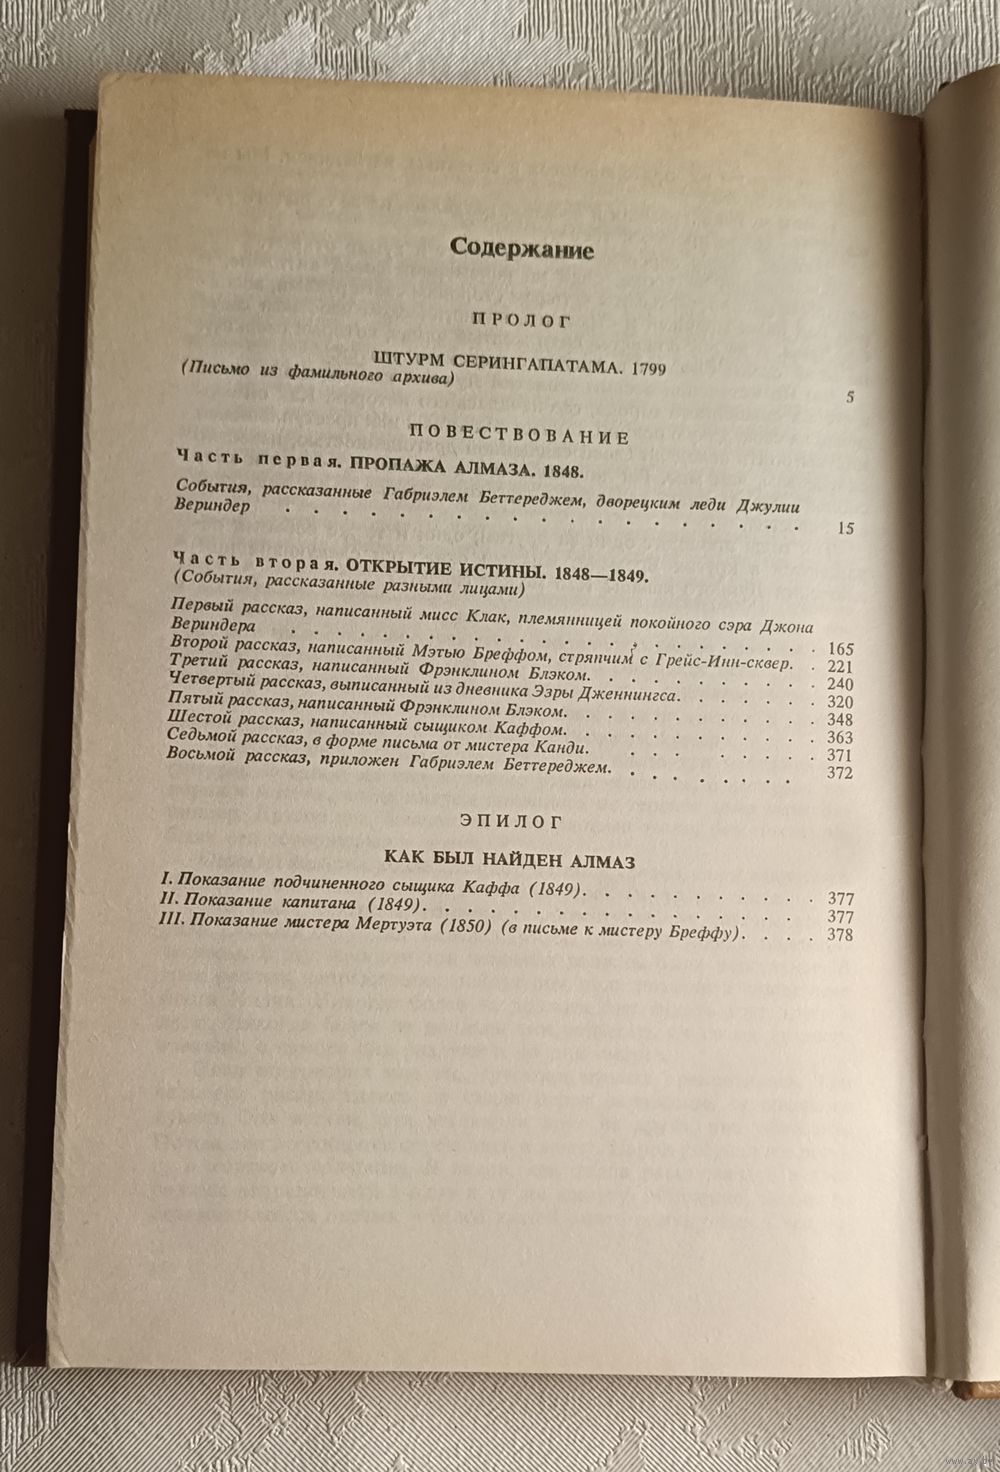 Содержание
ПРОЛОГ
ШТУРМ СЕРИНГАПАТАМА. 1799
(Письмо из фамильного архива) 5
ПОВЕСТВОВАНИЕ
Часть первая. ПРОПАЖА АЛМАЗА. 1848.
События, рассказанные Габриэлем Беттереджем, дворецким леди Джулии
Вериндер . . . . . . . . . . . . . . . . . . . 15
Часть вторая. ОТКРЫТИЕ ИСТИНЫ. 1848—1849.
(События, рассказанные разными лицами)
Первый рассказ, написанный мисс Клак, племянницей покойного сэра Джона
Вериндера . . . . . . . . . . . . . . . . . . . 165
Второй рассказ, написанный Мэтью Бреффом, стряпчим с Грейс-Инн-сквер. . 221
Третий рассказ, написанный Фрэнклином Блэком. . . . . . . . . 240
Четвертый рассказ, выписанный из дневника Эзры Дженнингса. . . . . . . 320
Пятый рассказ, написанный Фрэнклином Блэком. . . . . . . . . . 348
Шестой рассказ, написанный сыщиком Каффом. . . . . . . . . . 363
Седьмой рассказ, в форме письма от мистера Канди. . . . . . . . . 371
Восьмой рассказ, приложен Габриэлем Беттереджем. . . . . . . . . 372
ЭПИЛОГ
КАК БЫЛ НАЙДЕН АЛМАЗ
I. Показание подчиненного сыщика Каффа (1849). . . . . . . . . . 377
II. Показание капитана (1849). . . . . . . . . . . . . . . . 377
III. Показание мистера Мертуэта (1850) (в письме к мистеру Бреффу). . . . 378